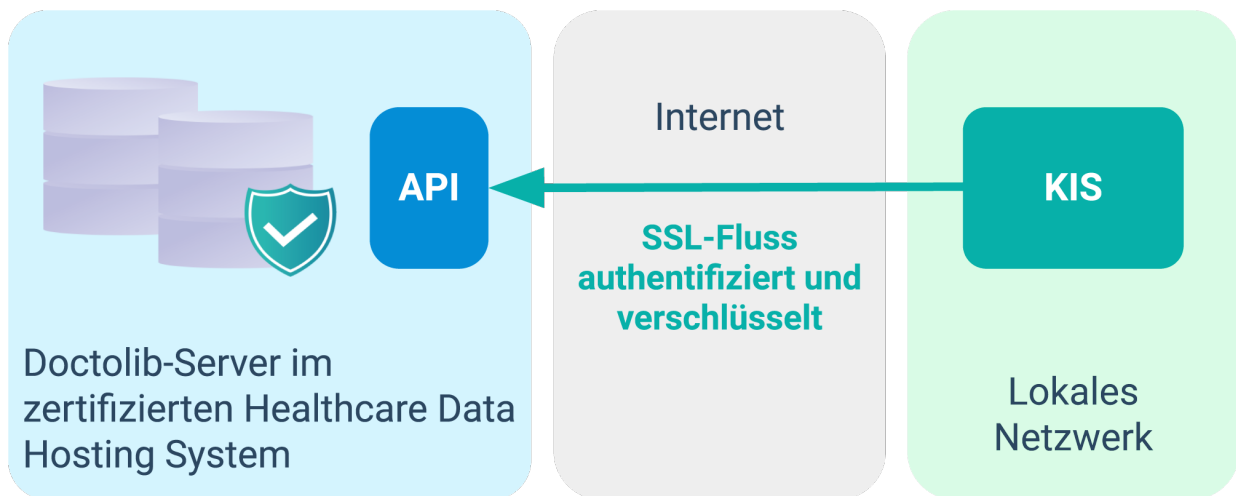 API
Doctolib-Server im
zertifizierten Healthcare Data
Hosting System
Internet
SSL-Fluss
authentifiziert und
verschlüsselt
KIS
Lokales
Netzwerk